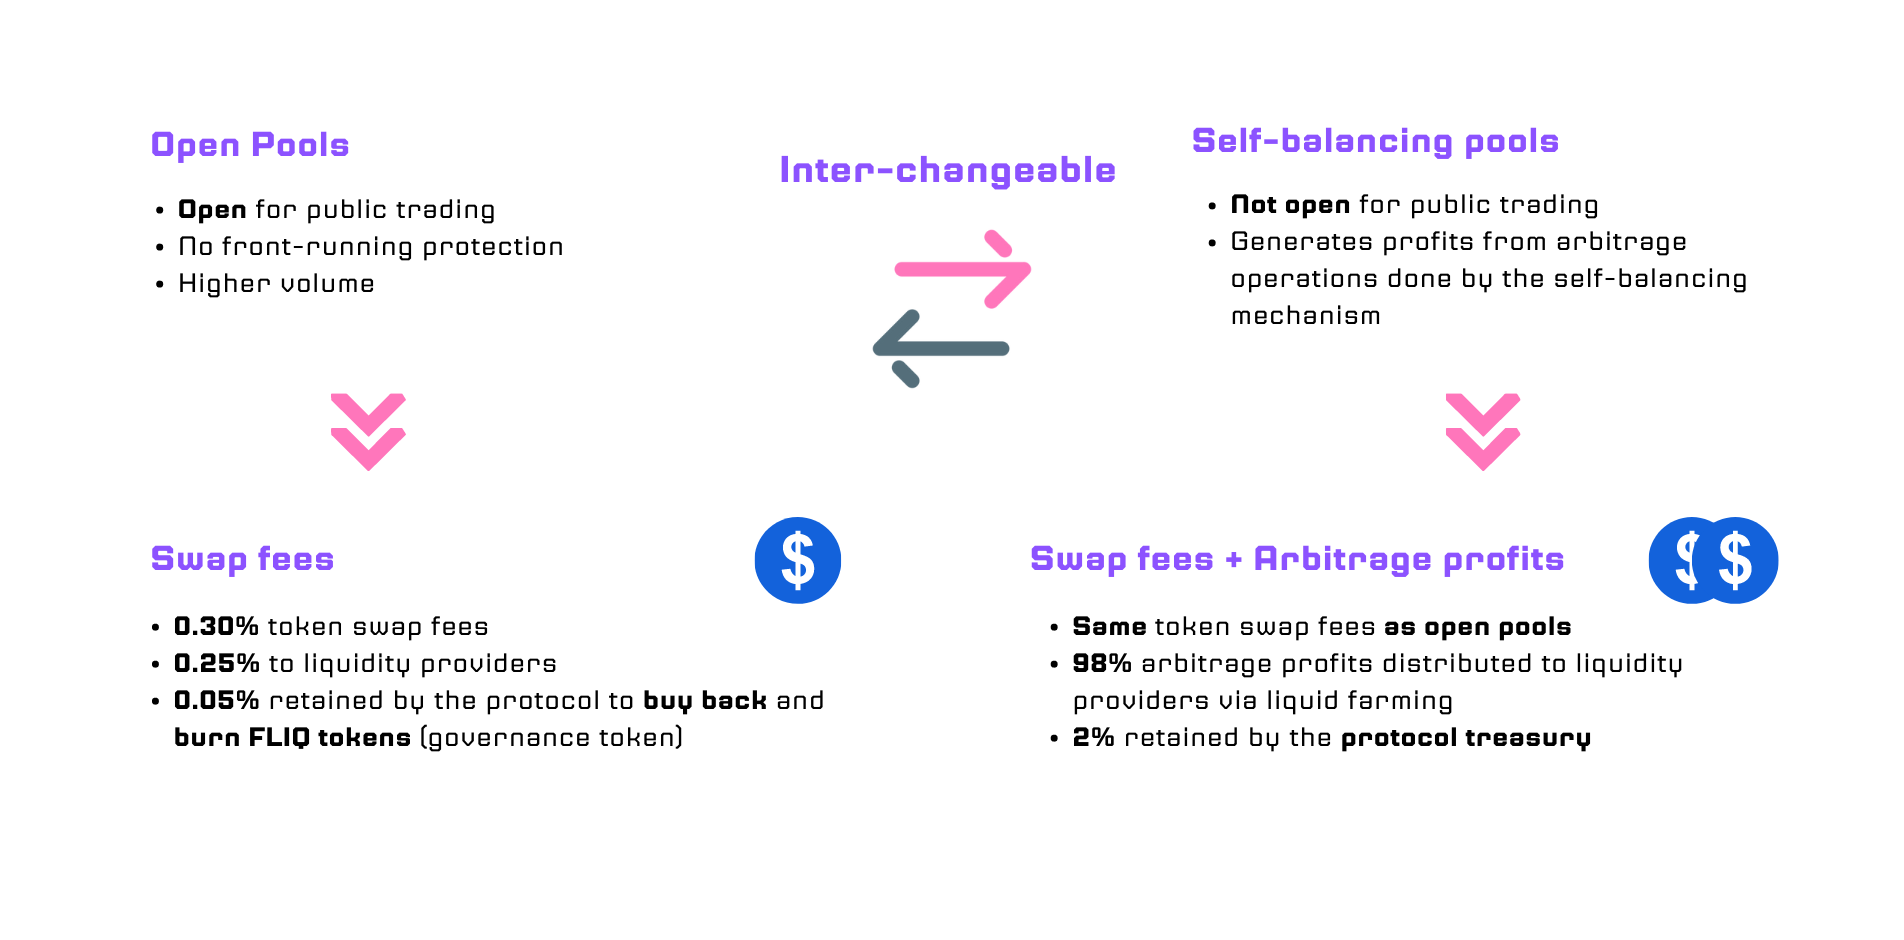 Open Pools
• Open for public trading
• No front-running protection
• Higher volume
Inter-changeable
Self-balancing pools
• Not open for public trading
• Generates profits from arbitrage
operations done by the self-balancing
mechanism
Swap fees
$
• 0.30% token swap fees
• 0.25% to liquidity providers
• 0.05% retained by the protocol to buy back and
burn FLIQ tokens (governance token)
Swap fees + Arbitrage profits
$ $
• Same token swap fees as open pools
• 98% arbitrage profits distributed to liquidity
providers via liquid farming
• 2% retained by the protocol treasury